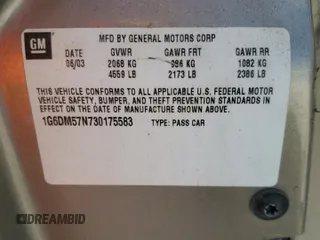 GM
MFD BY GENERAL MOTORS CORP
DATE GVWR GAWR FRT GAWR RR
06/03 2068 KG 986 KG 1082 KG
4559 LB 2173 LB 2386 LB
THIS VEHICLE CONFORMS TO ALL APPLICABLE U.S. FEDERAL MOTOR
VEHICLE SAFETY, BUMPER, AND THEFT PREVENTION STANDARDS
IN EFFECT ON THE DATE OF MANUFACTURE SHOWN ABOVE.
1G6DM57N730175583 TYPE: PASS CAR
DREAMBID